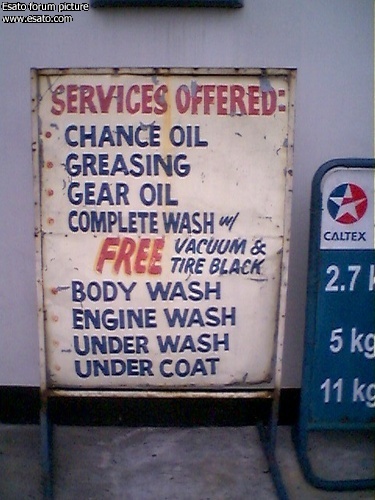 Esato forum picture
www.esato.com
SERVICES OFFERED:
CHANCE OIL
GREASING
GEAR OIL
COMPLETE WASH w/
FREE VACUUM &
TIRE BLACK
BODY WASH
ENGINE WASH
UNDER WASH
UNDER COAT
CALTEX
2.7 k
5 kg
11 kg